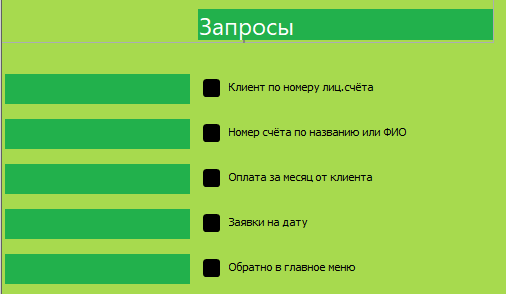 Запросы
Клиент по номеру лиц.счёта
Номер счёта по названию или ФИО
Оплата за месяц от клиента
Заявки на дату
Обратно в главное меню